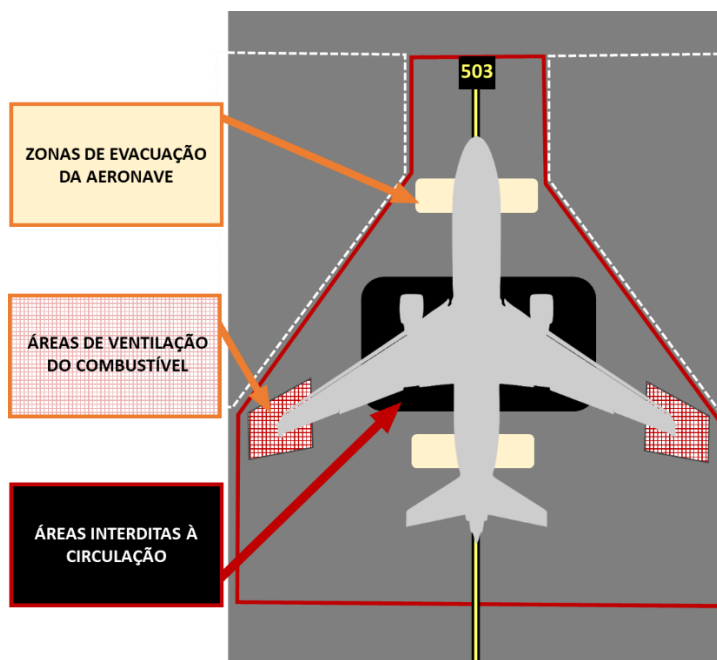 503
ZONAS DE EVACUAÇÃO
DA AERONAVE
ÁREAS DE VENTILAÇÃO
DO COMBUSTÍVEL
ÁREAS INTERDITAS À
CIRCULAÇÃO